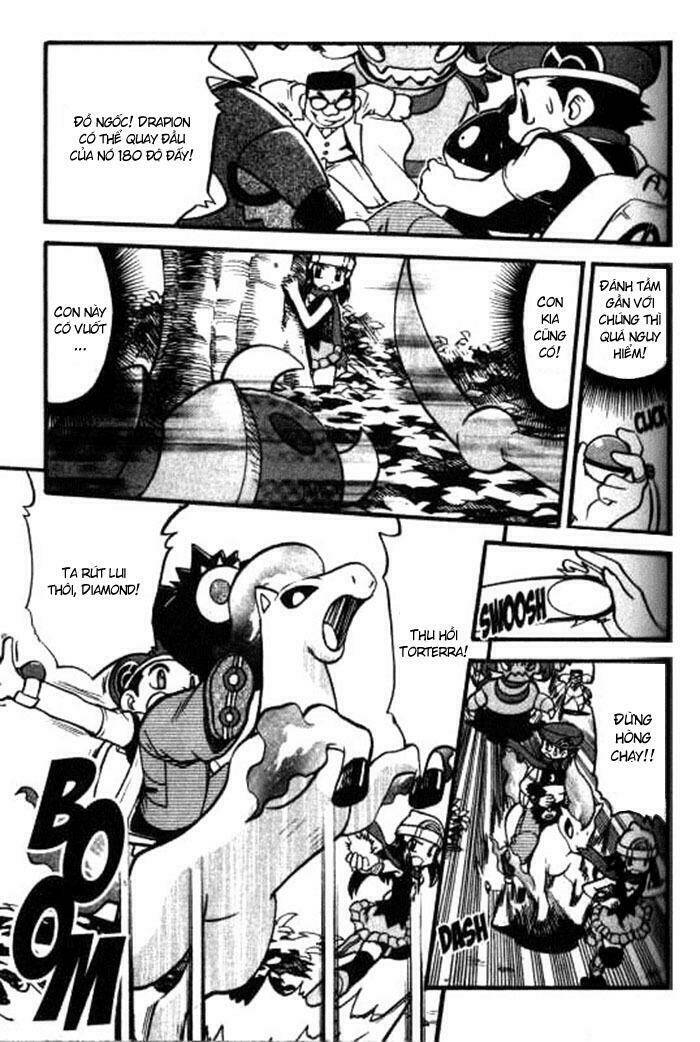 ĐỒ NGỐC! DRAPION
CÓ THỂ QUAY ĐẦU
CỦA NÓ 180 ĐỘ ĐẤY!
ĐÁNH TẦM
GẦN VỚI
CHÚNG THÌ
QUÁ NGUY
HIỂM!
CLICK
CON
KIA
CŨNG
CÓ!
CON NÀY
CÓ VUỐT
...
SWOOSH
TA RÚT LUI
THÔI, DIAMOND!
THU HỒI
TORTERRA!
BOOM
ĐỪNG
HÒNG
CHẠY!!
DASH